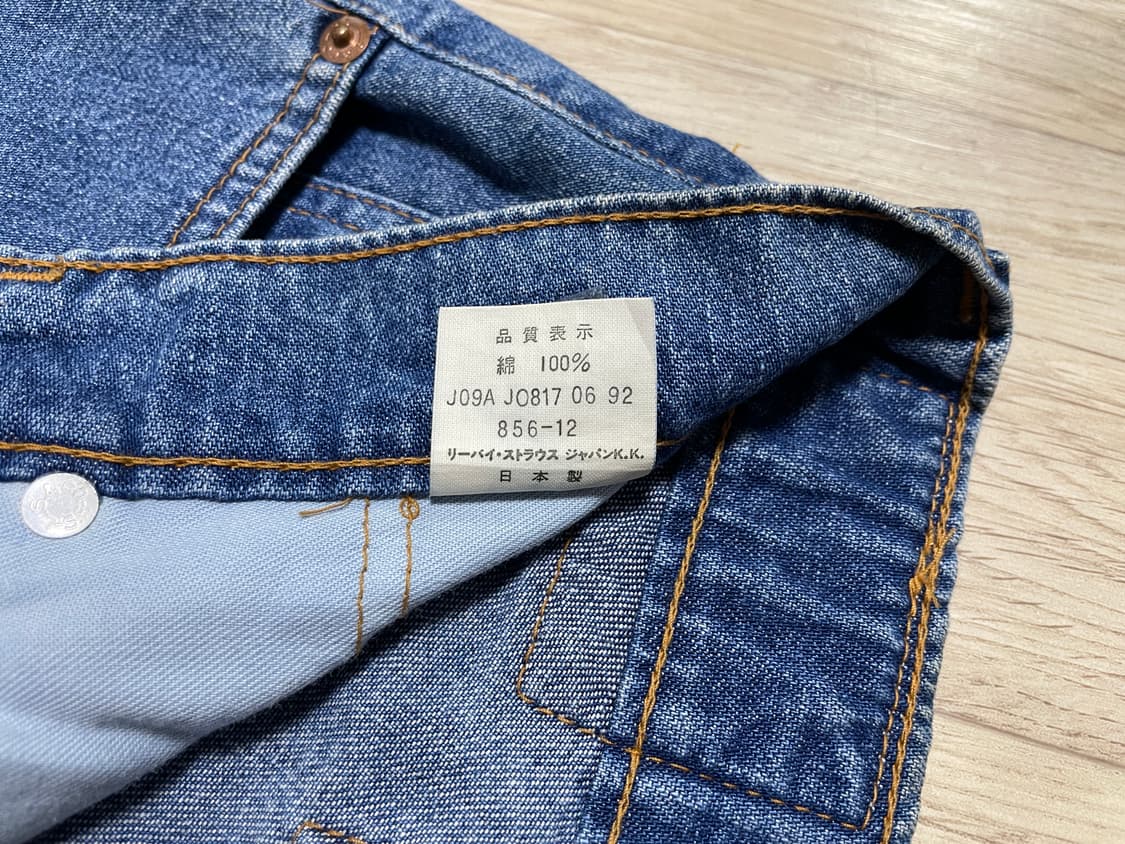 品質表示
綿 100%
J09A JO817 06 92
856-12
リーバイ・ストラウス ジャパンK.K.
日本製